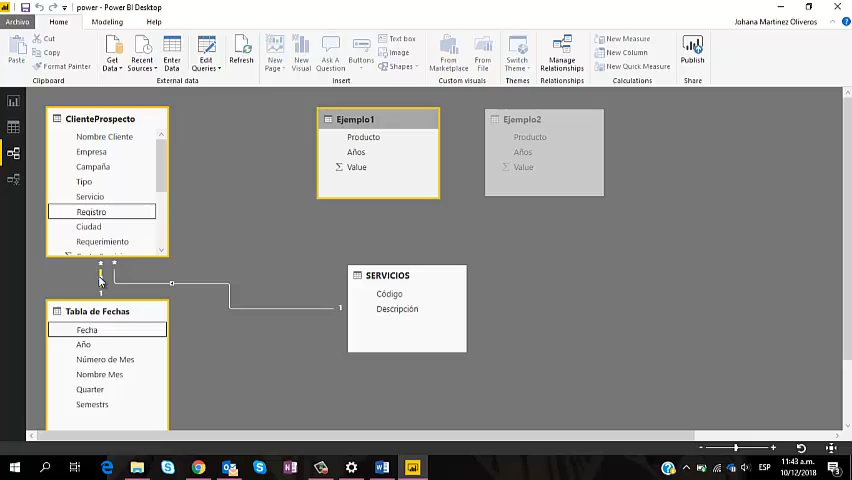 power - Power BI Desktop
Archivo
Home
Modeling
Help
Johana Martinez Oliveros
Paste
Cut
Copy
Format Painter
Clipboard
Get Data
Recent Sources
Enter Data
Edit Queries
External data
Refresh
New Page
New Visual
Ask A Question
Buttons
Text box
Image
Shapes
Insert
From Marketplace
From File
Custom visuals
Switch Theme
Themes
Manage Relationships
Relationships
New Measure
New Column
New Quick Measure
Calculations
Publish
Share
ClienteProspecto
Nombre Cliente
Empresa
Campaña
Tipo
Servicio
Registro
Ciudad
Requerimiento
Ejemplo1
Producto
Años
Σ Value
Ejemplo2
Producto
Años
Σ Value
* *
1
1
SERVICIOS
Código
Descripción
Tabla de Fechas
Fecha
Año
Número de Mes
Nombre Mes
Quarter
Semestrs
ESP
11:43 a.m.
10/12/2018
3